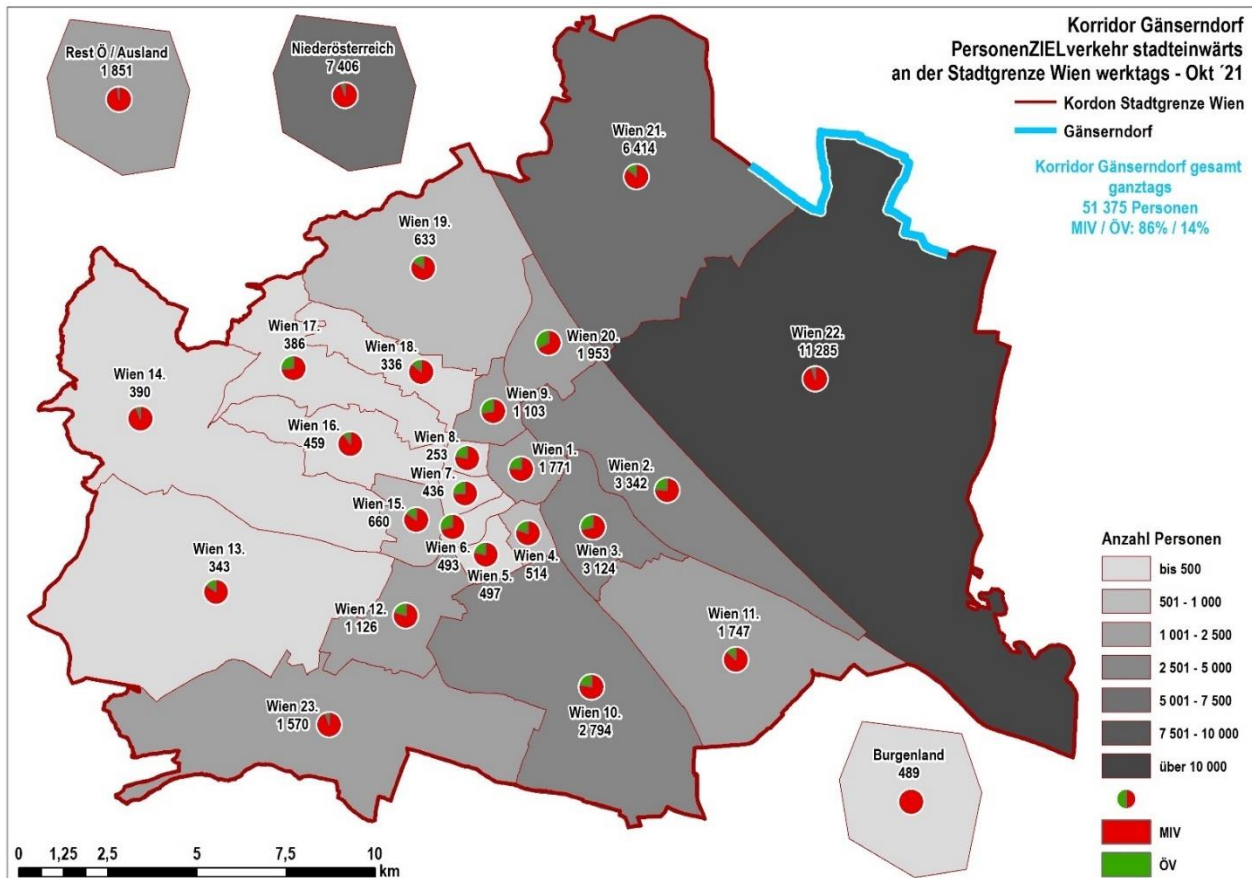 Korridor Gänserndorf
PersonenZIELverkehr stadteinwärts
an der Stadtgrenze Wien werktags - Okt ´21
Kordon Stadtgrenze Wien
Gänserndorf
Korridor Gänserndorf gesamt
ganztags
51 375 Personen
MIV / ÖV: 86% / 14%
Rest Ö / Ausland
1 851
Niederösterreich
7 406
Wien 21.
6 414
Wien 19.
633
Wien 17.
386
Wien 18.
336
Wien 20.
1 953
Wien 22.
11 285
Wien 14.
390
Wien 9.
1 103
Wien 16.
459
Wien 8.
253
Wien 1.
1 771
Wien 2.
3 342
Wien 7.
436
Wien 15.
660
Wien 6.
493
Wien 5.
497
Wien 4.
514
Wien 3.
3 124
Wien 13.
343
Wien 12.
1 126
Wien 11.
1 747
Wien 23.
1 570
Wien 10.
2 794
Burgenland
489
Anzahl Personen
bis 500
501 - 1 000
1 001 - 2 500
2 501 - 5 000
5 001 - 7 500
7 501 - 10 000
über 10 000
MIV
ÖV
0 1,25 2,5 5 7,5 10
km